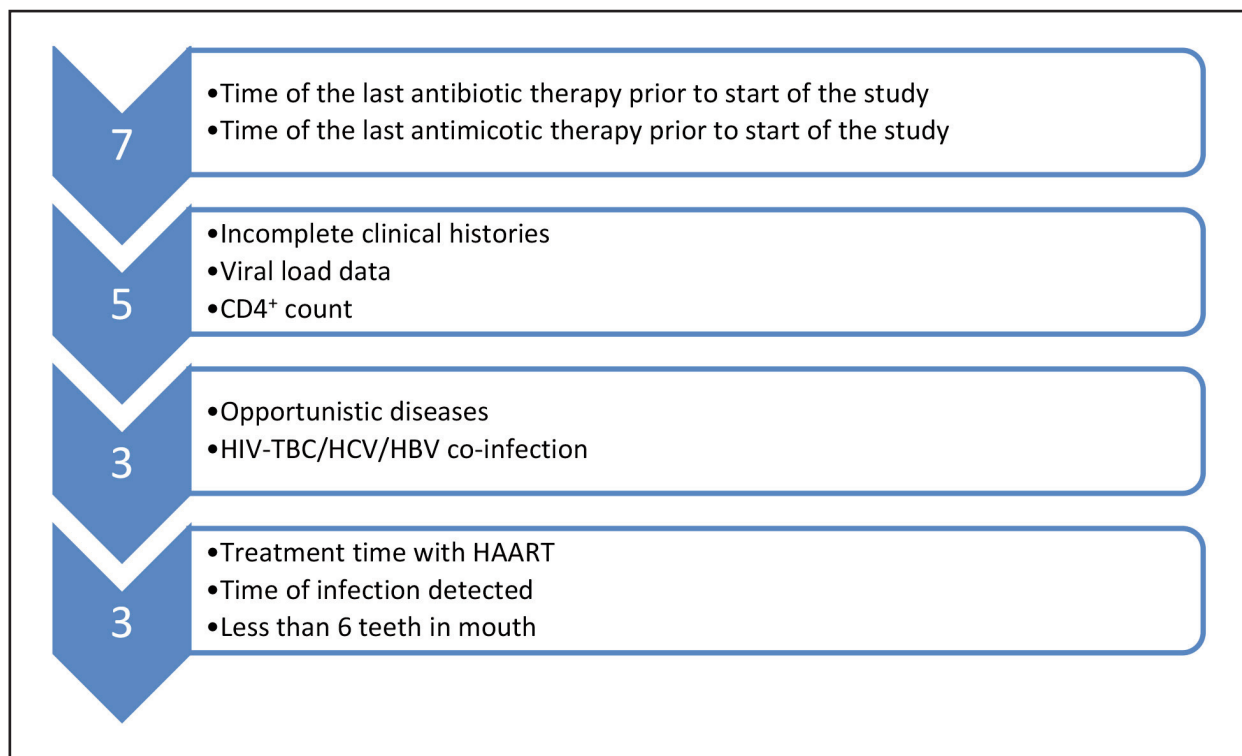 7
•Time of the last antibiotic therapy prior to start of the study
•Time of the last antimicotic therapy prior to start of the study
5
•Incomplete clinical histories
•Viral load data
•CD4⁺ count
3
•Opportunistic diseases
•HIV-TBC/HCV/HBV co-infection
3
•Treatment time with HAART
•Time of infection detected
•Less than 6 teeth in mouth